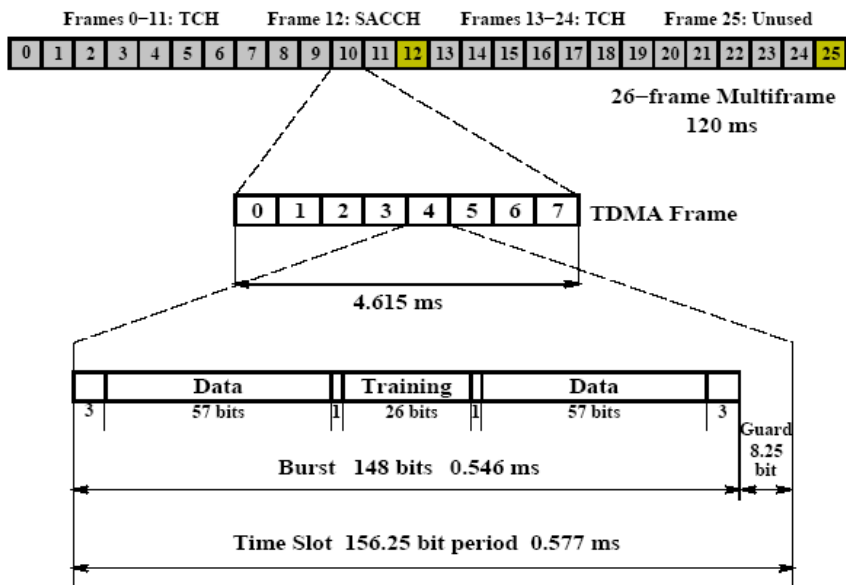 Frames 0–11: TCH Frame 12: SACCH Frames 13–24: TCH Frame 25: Unused
0 1 2 3 4 5 6 7 8 9 10 11 12 13 14 15 16 17 18 19 20 21 22 23 24 25
26–frame Multiframe
120 ms
0 1 2 3 4 5 6 7 TDMA Frame
4.615 ms
Data Training Data
3 57 bits 1 26 bits 1 57 bits 3
Guard
8.25
bit
Burst 148 bits 0.546 ms
Time Slot 156.25 bit period 0.577 ms